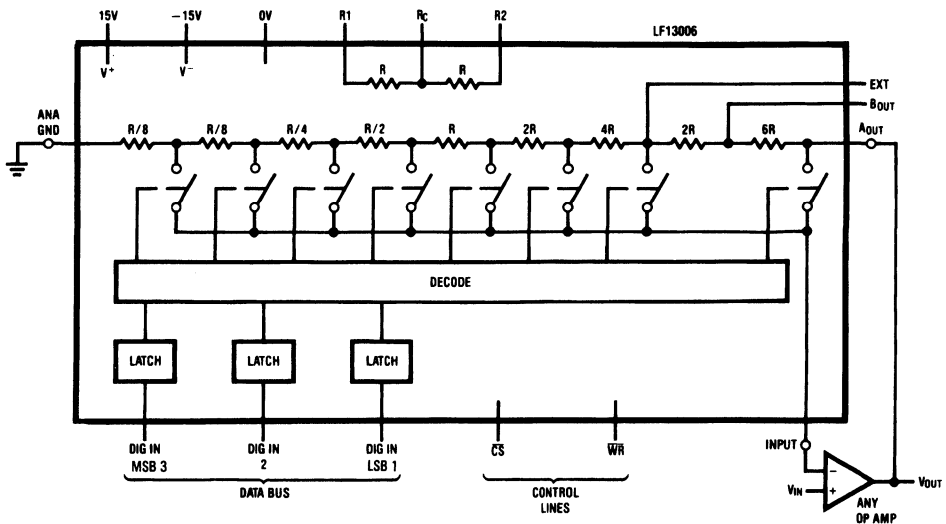 15V −15V 0V R1 RC R2
LF13006
V+ V−
R R
EXT
BOUT
ANA
GND
R/8 R/8 R/4 R/2 R 2R 4R 2R 6R
AOUT
DECODE
LATCH LATCH LATCH
DIG IN DIG IN DIG IN
MSB 3 2 LSB 1
DATA BUS
CS WR
CONTROL
LINES
INPUT
−
VIN + VOUT
ANY
OP AMP